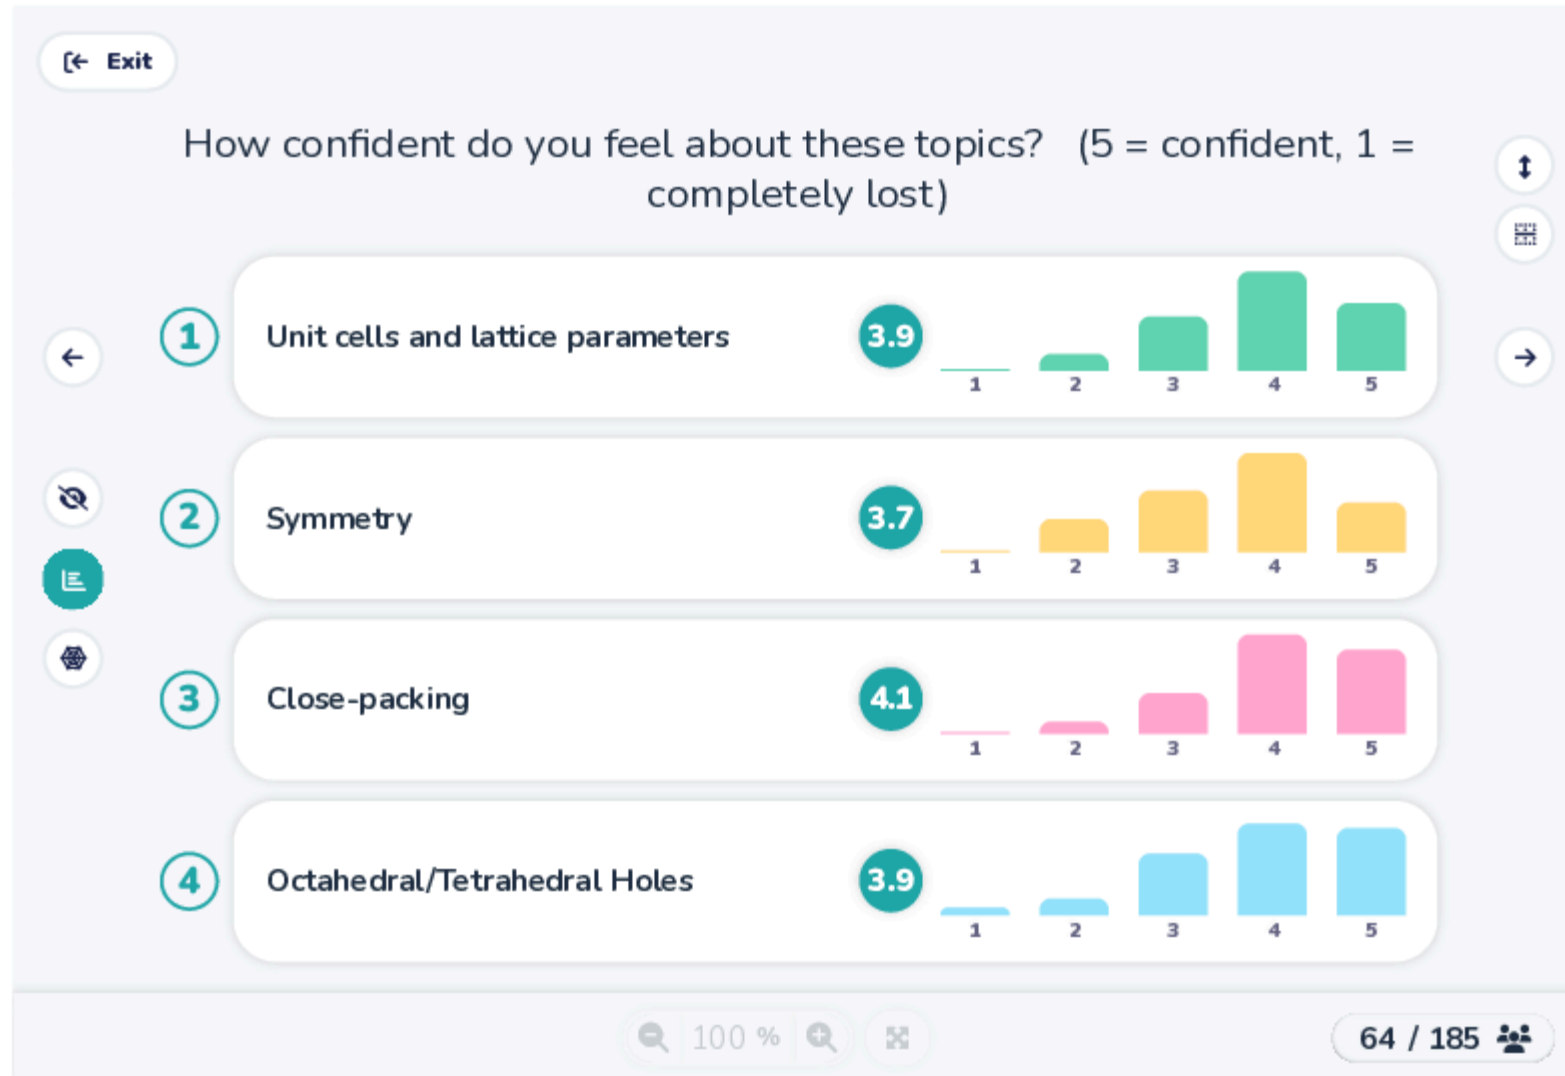 Exit
How confident do you feel about these topics? (5 = confident, 1 =
completely lost)
1 Unit cells and lattice parameters 3.9
1 2 3 4 5
2 Symmetry 3.7
1 2 3 4 5
3 Close-packing 4.1
1 2 3 4 5
4 Octahedral/Tetrahedral Holes 3.9
1 2 3 4 5
100 %
64 / 185